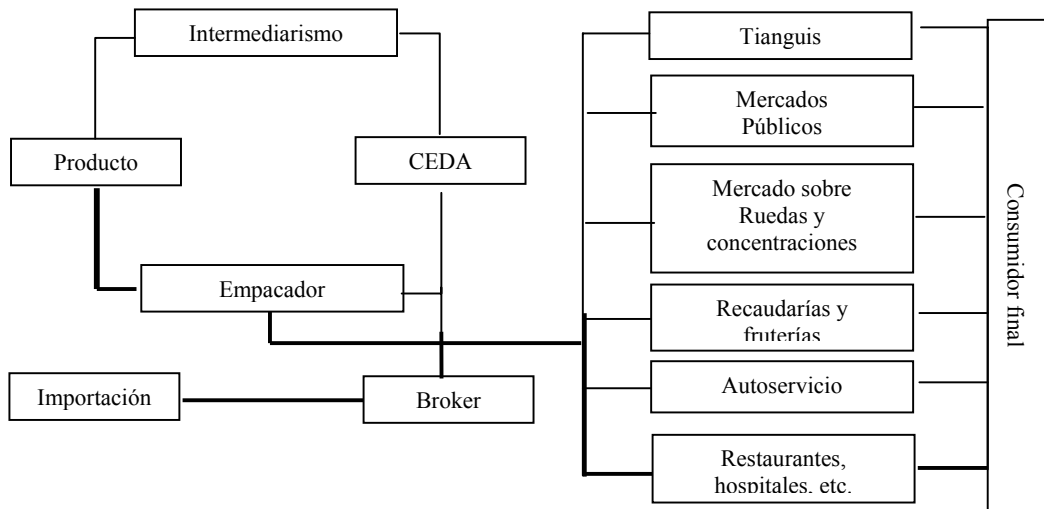 Intermediarismo
Producto
CEDA
Empacador
Importación
Broker
Tianguis
Mercados
Públicos
Mercado sobre
Ruedas y
concentraciones
Recaudarías y
fruterías
Autoservicio
Restaurantes,
hospitales, etc.
Consumidor final